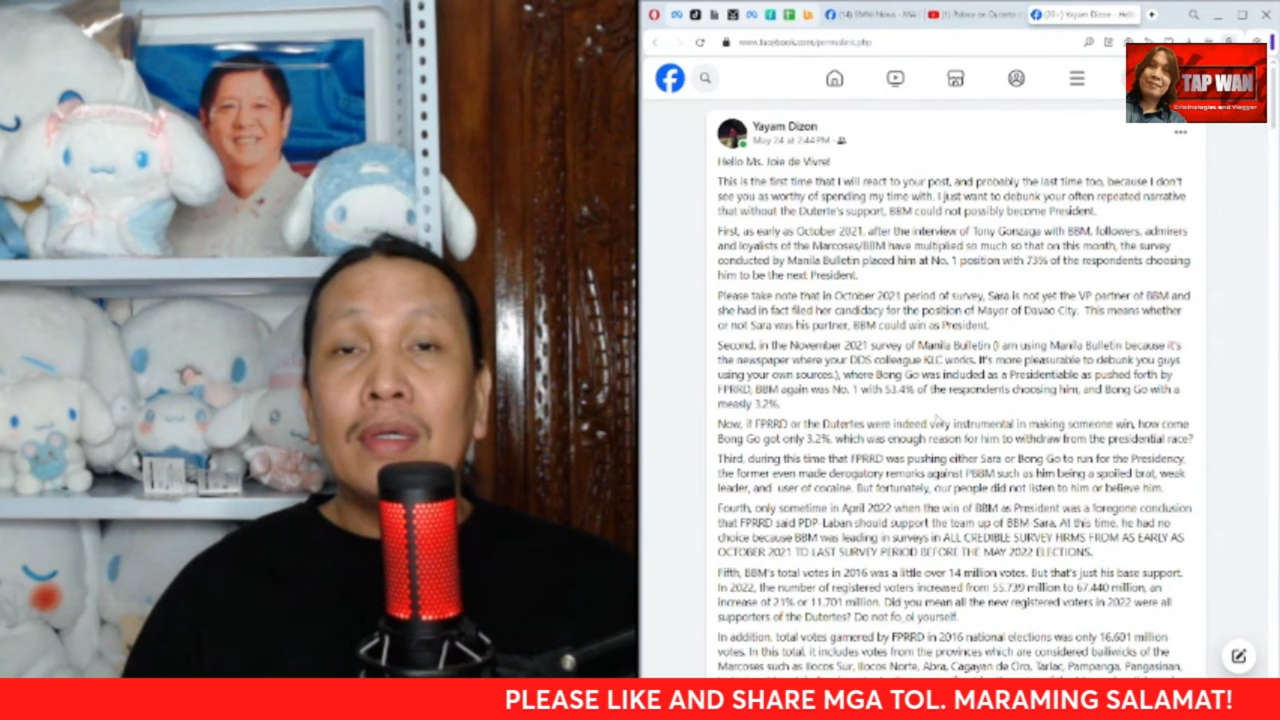 (1) Palace on Duterte
(20+) Yayam Dizon - Hello
www.facebook.com/permalink.php
TAP WAN
Criminologist and Vlogger
Yayam Dizon
May 24 at 2:44 PM
Hello Ms. Joie de Vivre!
This is the first time that I will react to your post, and probably the last time too, because I don't
see you as worthy of spending my time with. I just want to debunk your often repeated narrative
that without the Duterte's support, BBM could not possibly become President.
First, as early as October 2021, after the interview of Tony Gonzaga with BBM, followers, admirers
and loyalists of the Marcoses/BBM have multiplied so much so that on this month, the survey
conducted by Manila Bulletin placed him at No. 1 position with 73% of the respondents choosing
him to be the next President.
Please take note that in October 2021 period of survey, Sara is not yet the VP partner of BBM and
she had in fact filed her candidacy for the position of Mayor of Davao City. This means whether
or not Sara was his partner, BBM could win as President.
Second, in the November 2021 survey of Manila Bulletin (I am using Manila Bulletin because it's
the newspaper where your DDS colleague KLC works. It's more pleasurable to debunk you guys
using your own sources.), where Bong Go was included as a Presidentiable as pushed forth by
FPRRD, BBM again was No. 1 with 53.4% of the respondents choosing him, and Bong Go with a
measly 3.2%.
Now, if FPRRD or the Dutertes were indeed very instrumental in making someone win, how come
Bong Go got only 3.2%, which was enough reason for him to withdraw from the presidential race?
Third, during this time that FPRRD was pushing either Sara or Bong Go to run for the Presidency,
the former even made derogatory remarks against PBBM such as him being a spoiled brat, weak
leader, and user of cocaine. But fortunately, our people did not listen to him or believe him.
Fourth, only sometime in April 2022 when the win of BBM as President was a foregone conclusion
that FPRRD said PDP-Laban should support the team up of BBM-Sara. At this time, he had no
choice because BBM was leading in surveys in ALL CREDIBLE SURVEY FIRMS FROM AS EARLY AS
OCTOBER 2021 TO LAST SURVEY PERIOD BEFORE THE MAY 2022 ELECTIONS.
Fifth, BBM's total votes in 2016 was a little over 14 million votes. But that's just his base support.
In 2022, the number of registered voters increased from 55.739 million to 67.440 million, an
increase of 21% or 11.701 million. Did you mean all the new registered voters in 2022 were all
supporters of the Dutertes? Do not fo_ol yourself.
In addition, total votes garnered by FPRRD in 2016 national elections was only 16.601 million
votes. In this total, it includes votes from the provinces which are considered bailiwicks of the
Marcoses such as Ilocos Sur, Ilocos Norte, Abra, Cagayan de Oro, Tarlac, Pampanga, Pangasinan,
PLEASE LIKE AND SHARE MGA TOL. MARAMING SALAMAT!